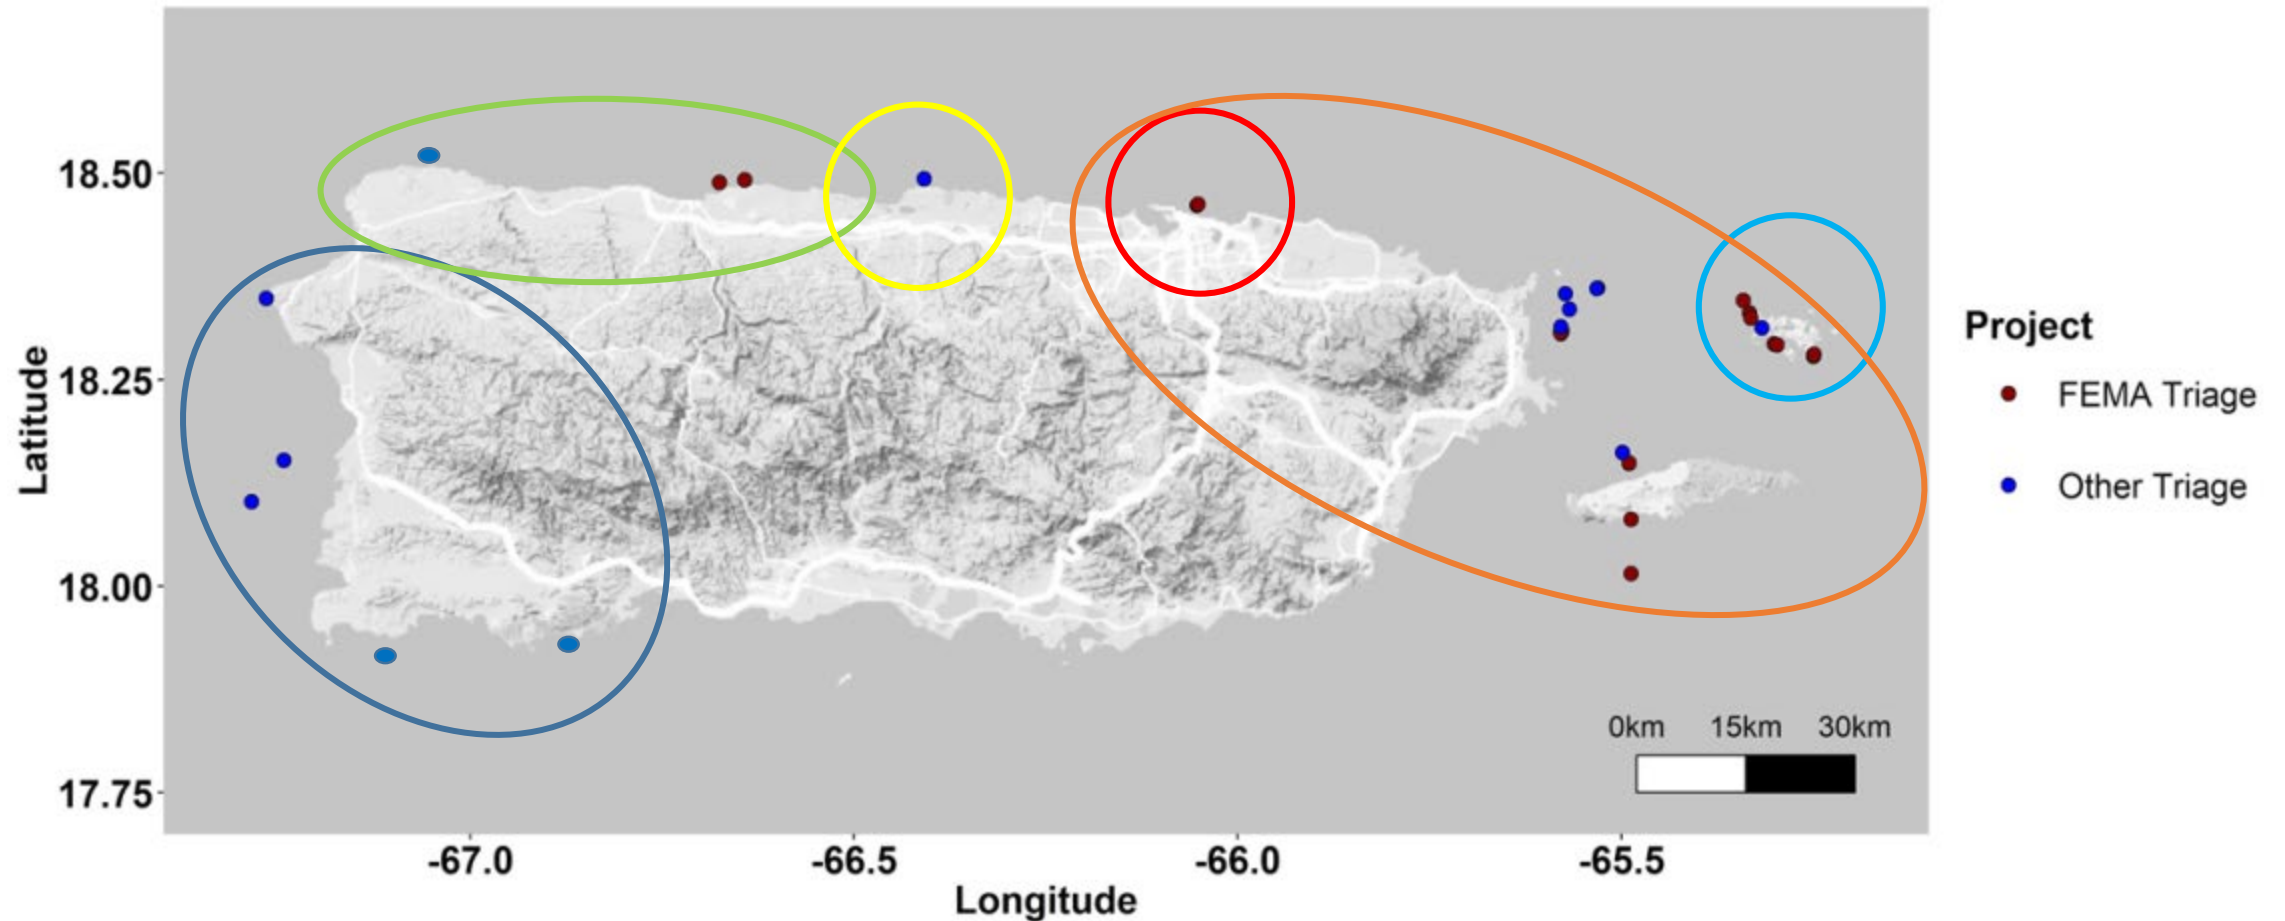 18.50
18.25
18.00
17.75
Latitude
-67.0
-66.5
-66.0
-65.5
Longitude
0km 15km 30km
Project
FEMA Triage
Other Triage